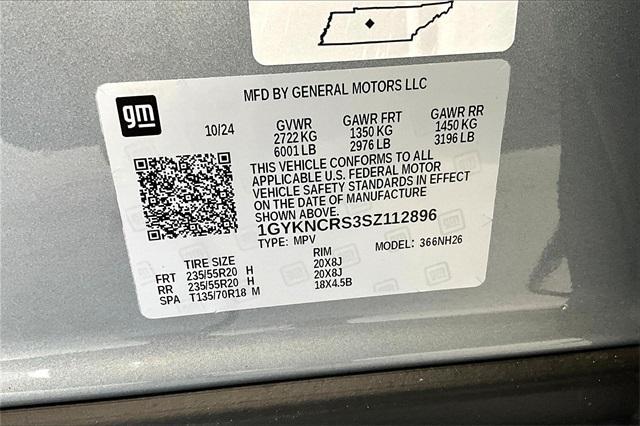 MFD BY GENERAL MOTORS LLC
gm
10/24
GVWR GAWR FRT GAWR RR
2722 KG 1350 KG 1450 KG
6001 LB 2976 LB 3196 LB
THIS VEHICLE CONFORMS TO ALL
APPLICABLE U.S. FEDERAL MOTOR
VEHICLE SAFETY STANDARDS IN EFFECT
ON THE DATE OF MANUFACTURE
SHOWN ABOVE.
1GYKNCRS3SZ112896
TYPE: MPV MODEL: 366NH26
TIRE SIZE RIM
FRT 235/55R20 H 20X8J
RR 235/55R20 H 20X8J
SPA T135/70R18 M 18X4.5B